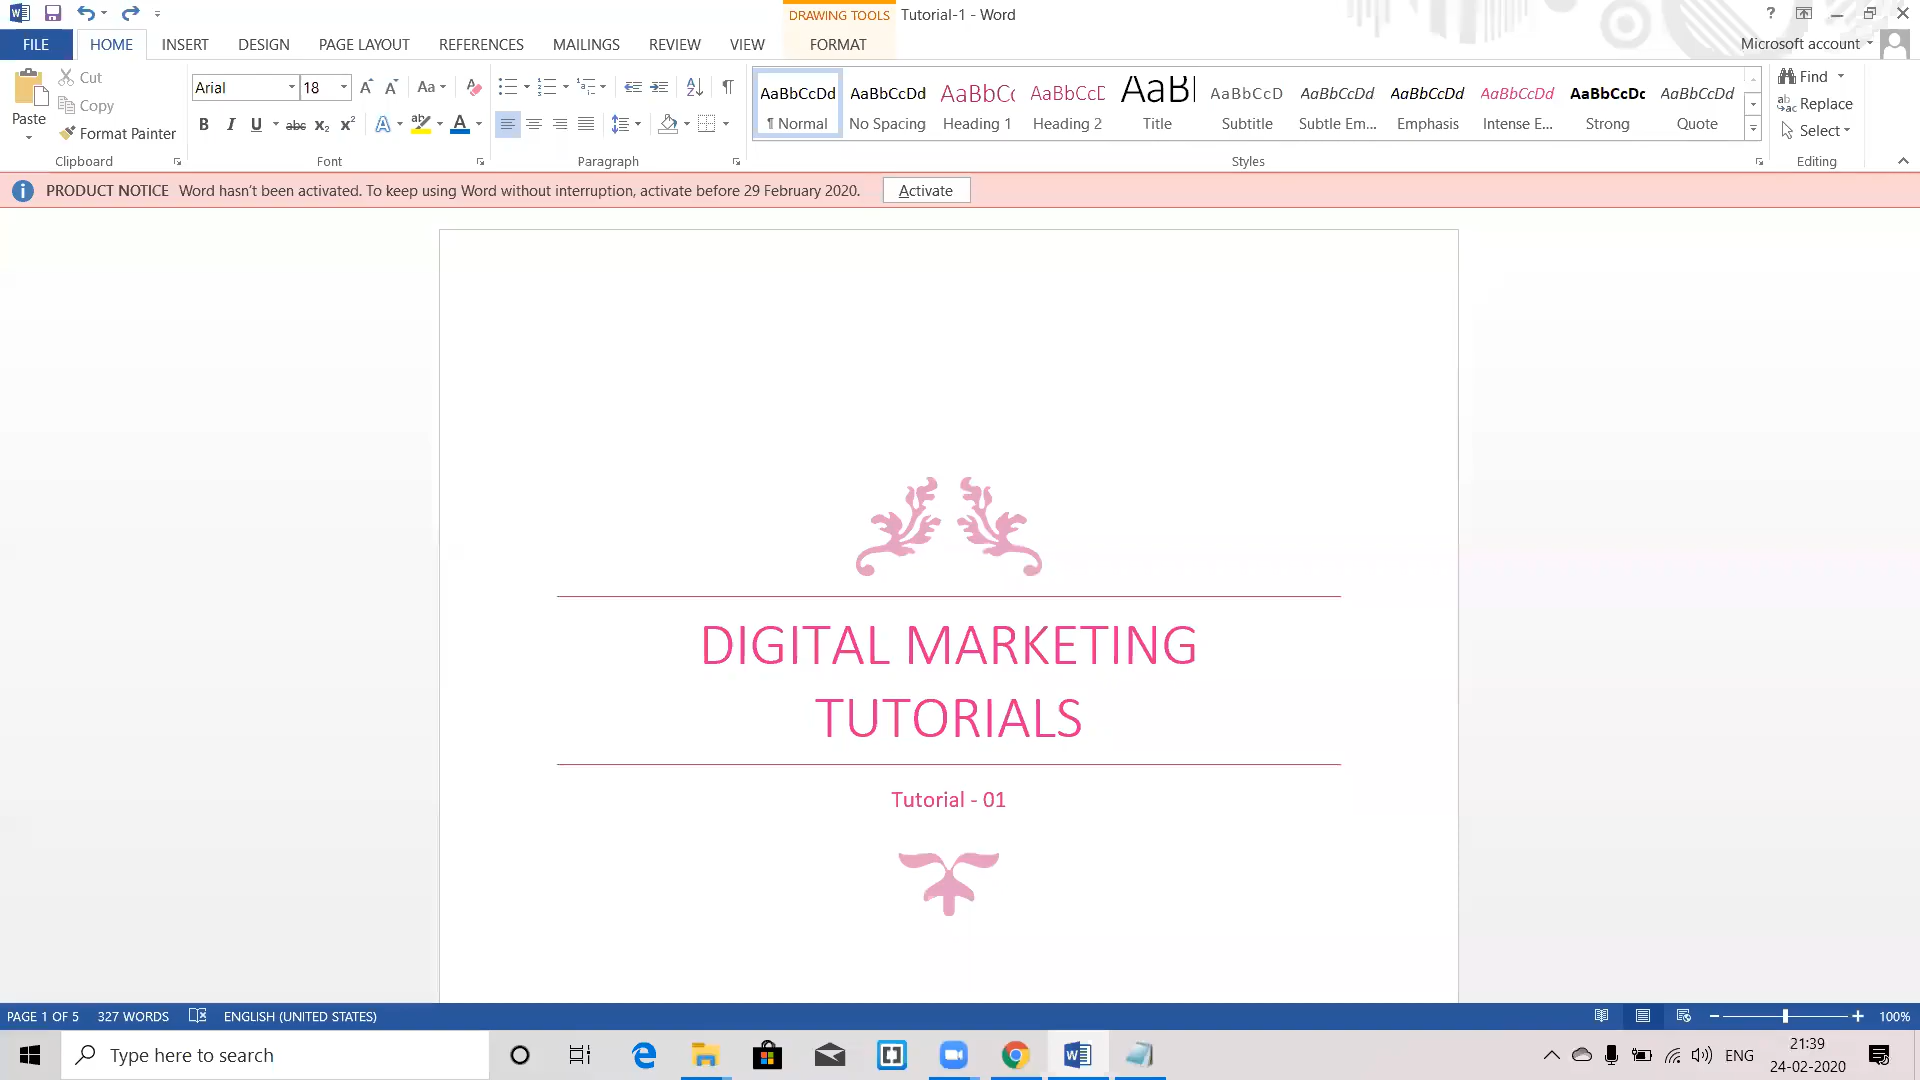 DRAWING TOOLS Tutorial-1 - Word ?
FILE HOME INSERT DESIGN PAGE LAYOUT REFERENCES MAILINGS REVIEW VIEW FORMAT Microsoft account
Paste
Cut
Copy
Format Painter
Clipboard
Arial 18 Aa
B I U abc x₂ x² A ab A
Font
Paragraph
AaBbCcDd AaBbCcDd AaBbCc AaBbCcD AaBl AaBbCcD AaBbCcDd AaBbCcDd AaBbCcDd AaBbCcDc AaBbCcDd
¶ Normal No Spacing Heading 1 Heading 2 Title Subtitle Subtle Em... Emphasis Intense E... Strong Quote
Styles
Find
Replace
Select
Editing
PRODUCT NOTICE Word hasn't been activated. To keep using Word without interruption, activate before 29 February 2020. Activate
DIGITAL MARKETING
TUTORIALS
Tutorial - 01
PAGE 1 OF 5 327 WORDS ENGLISH (UNITED STATES) 100%
Type here to search
ENG
21:39
24-02-2020